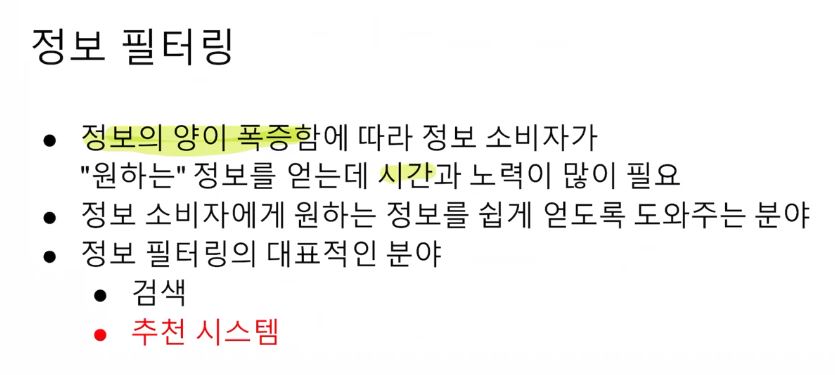 정보 필터링
● 정보의 양이 폭증함에 따라 정보 소비자가
"원하는" 정보를 얻는데 시간과 노력이 많이 필요
● 정보 소비자에게 원하는 정보를 쉽게 얻도록 도와주는 분야
● 정보 필터링의 대표적인 분야
● 검색
● 추천 시스템